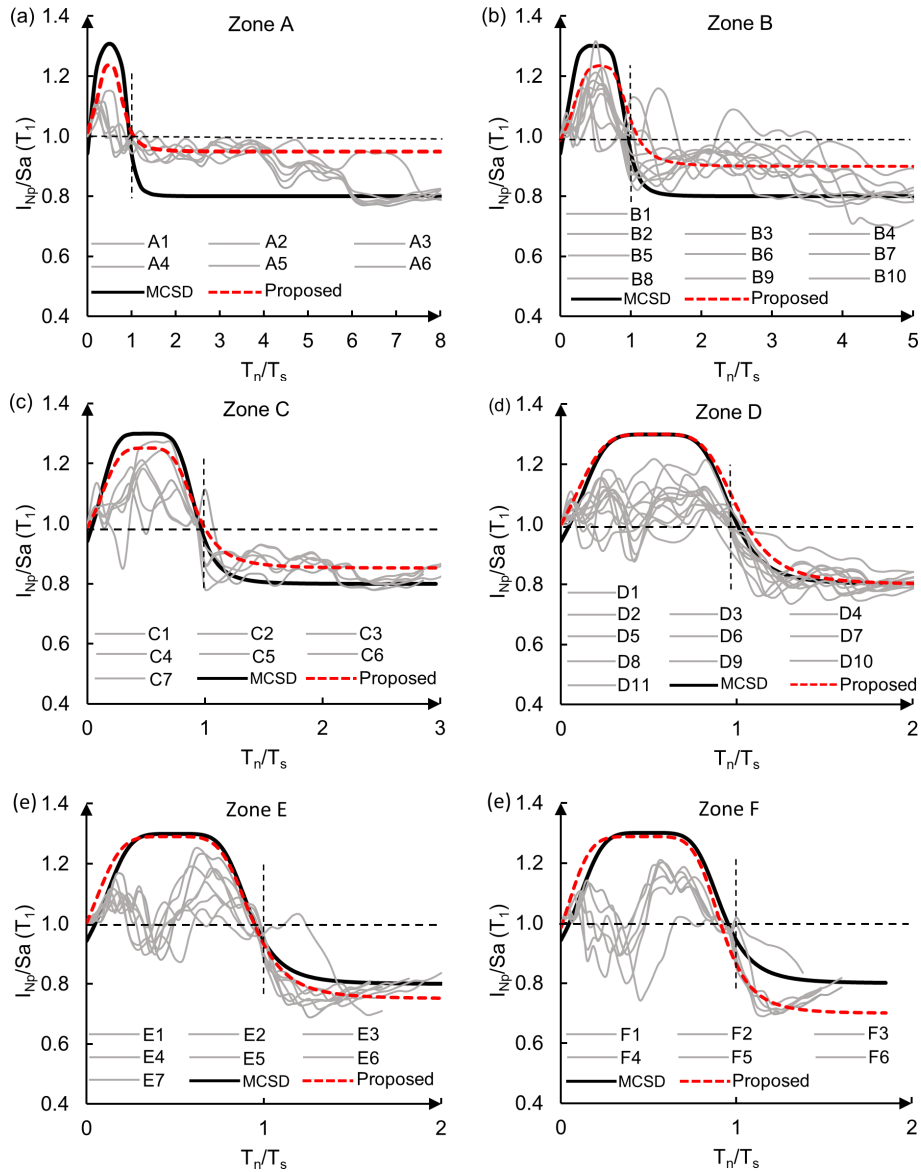 (a)
Zone A
I_Np/Sa (T_1)
1.4
1.2
1.0
0.8
0.6
0.4
A1 A2 A3
A4 A5 A6
MCSD Proposed
0 1 2 3 4 5 6 7 8
T_n/T_s
(b)
Zone B
I_Np/Sa (T_1)
1.4
1.2
1.0
0.8
0.6
0.4
B1
B2 B3 B4
B5 B6 B7
B8 B9 B10
MCSD Proposed
0 1 2 3 4 5
T_n/T_s
(c)
Zone C
I_Np/Sa (T_1)
1.4
1.2
1.0
0.8
0.6
0.4
C1 C2 C3
C4 C5 C6
C7 MCSD Proposed
0 1 2 3
T_n/T_s
(d)
Zone D
I_Np/Sa (T_1)
1.4
1.2
1.0
0.8
0.6
0.4
D1
D2 D3 D4
D5 D6 D7
D8 D9 D10
D11 MCSD Proposed
0 1 2
T_n/T_s
(e)
Zone E
I_Np/Sa (T_1)
1.4
1.2
1.0
0.8
0.6
0.4
E1 E2 E3
E4 E5 E6
E7 MCSD Proposed
0 1 2
T_n/T_s
(e)
Zone F
I_Np/Sa (T_1)
1.4
1.2
1.0
0.8
0.6
0.4
F1 F2 F3
F4 F5 F6
MCSD Proposed
0 1 2
T_n/T_s